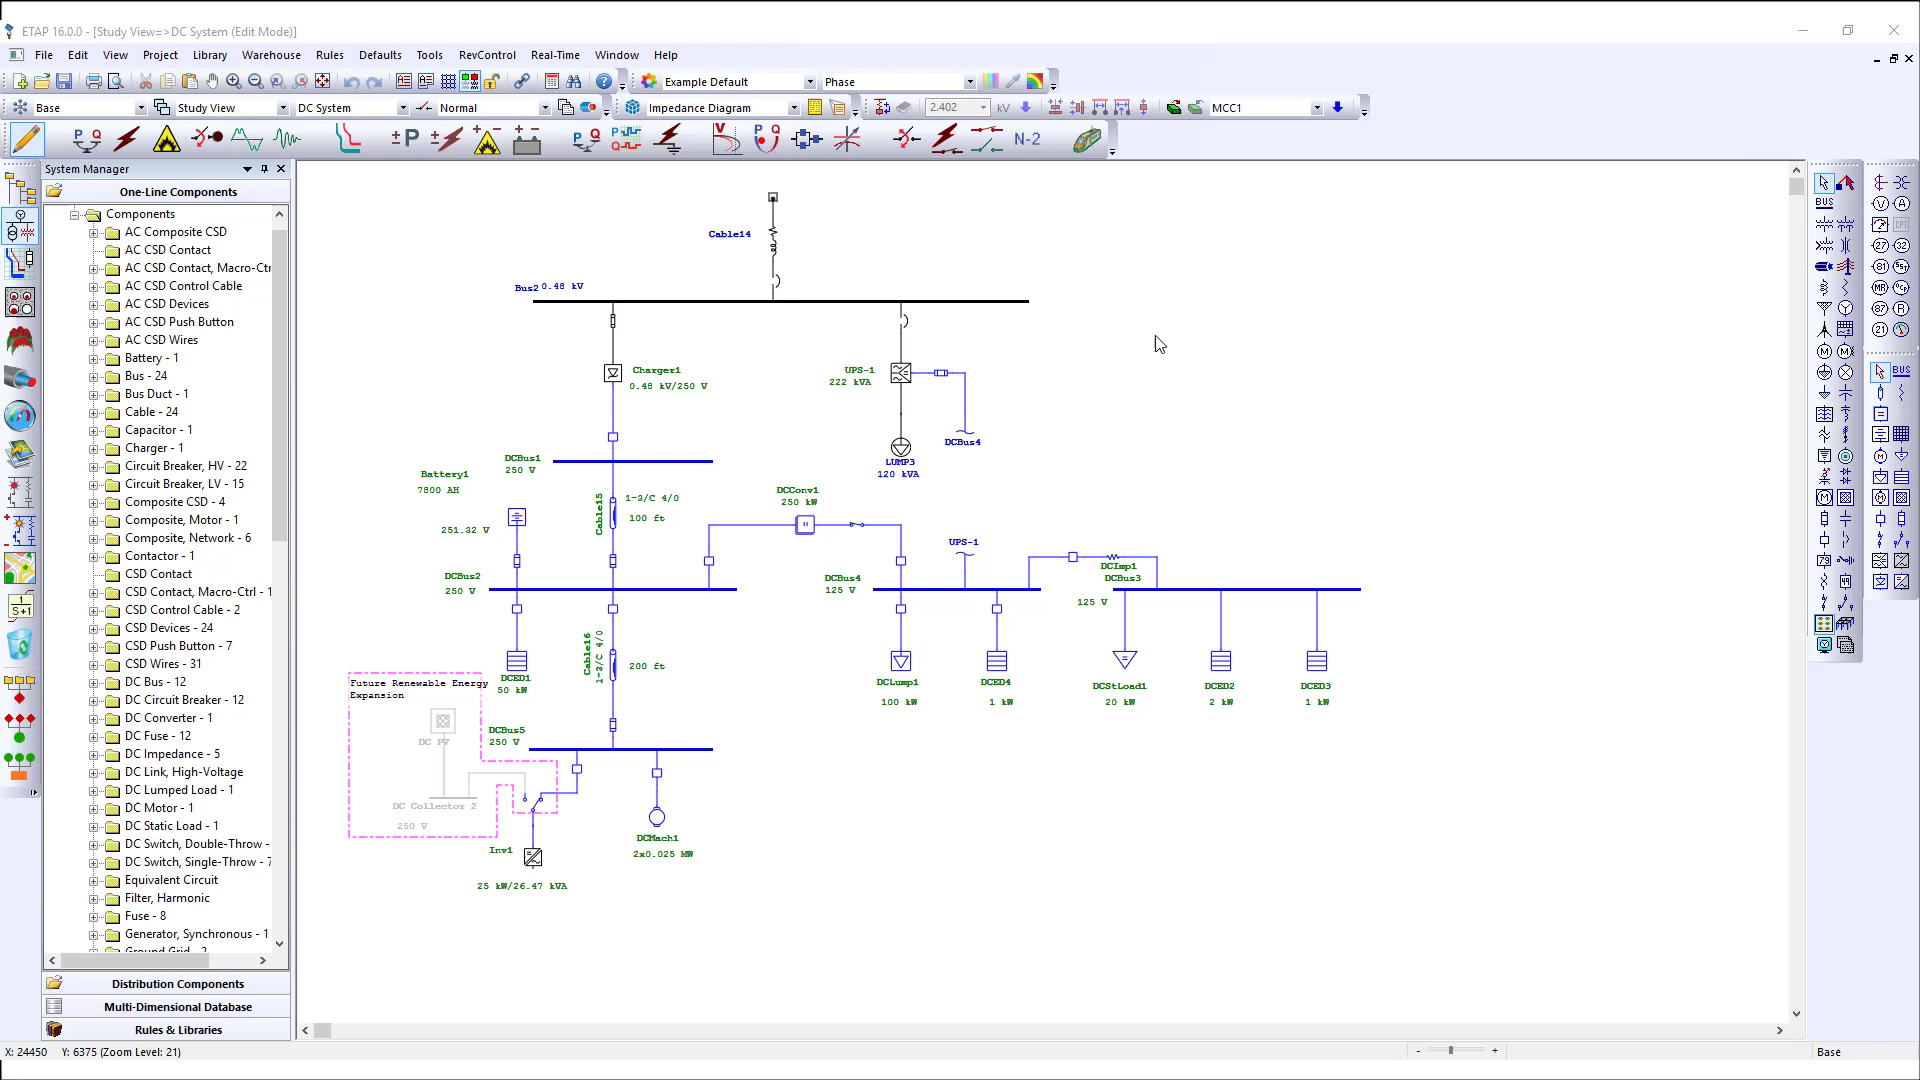 ETAP 16.0.0 - [Study View=>DC System (Edit Mode)]
File Edit View Project Library Warehouse Rules Defaults Tools RevControl Real-Time Window Help
Example Default Phase
Base Study View DC System Normal Impedance Diagram 2.402 kV MCC1
N-2
System Manager
One-Line Components
Components
AC Composite CSD
AC CSD Contact
AC CSD Contact, Macro-Ctr
AC CSD Control Cable
AC CSD Devices
AC CSD Push Button
AC CSD Wires
Battery - 1
Bus - 24
Bus Duct - 1
Cable - 24
Capacitor - 1
Charger - 1
Circuit Breaker, HV - 22
Circuit Breaker, LV - 15
Composite CSD - 4
Composite, Motor - 1
Composite, Network - 6
Contactor - 1
CSD Contact
CSD Contact, Macro-Ctrl - 1
CSD Control Cable - 2
CSD Devices - 24
CSD Push Button - 7
CSD Wires - 31
DC Bus - 12
DC Circuit Breaker - 12
DC Converter - 1
DC Fuse - 12
DC Impedance - 5
DC Link, High-Voltage
DC Lumped Load - 1
DC Motor - 1
DC Static Load - 1
DC Switch, Double-Throw -
DC Switch, Single-Throw - 7
Equivalent Circuit
Filter, Harmonic
Fuse - 8
Generator, Synchronous - 1
Ground Grid - 2
Distribution Components
Multi-Dimensional Database
Rules & Libraries
Cable14
Bus2 0.48 kV
Charger1
0.48 kV/250 V
UPS-1
222 kVA
DCBus4
LUMP3
120 kVA
DCBus1
250 V
Battery1
7800 AH
251.32 V
Cable15
1-3/C 4/0
100 ft
DCConv1
250 kW
UPS-1
DCImp1
DCBus3
125 V
DCBus2
250 V
DCBus4
125 V
Cable16
1-3/C 4/0
200 ft
DCED1
50 kW
DCLump1
100 kW
DCED4
1 kW
DCStLoad1
20 kW
DCED2
2 kW
DCED3
1 kW
Future Renewable Energy
Expansion
DC PV
DC Collector 2
250 V
DCBus5
250 V
Inv1
25 kW/26.47 kVA
DCMach1
2x0.025 MW
BUS
BUS
X: 24450 Y: 6375 (Zoom Level: 21)
Base